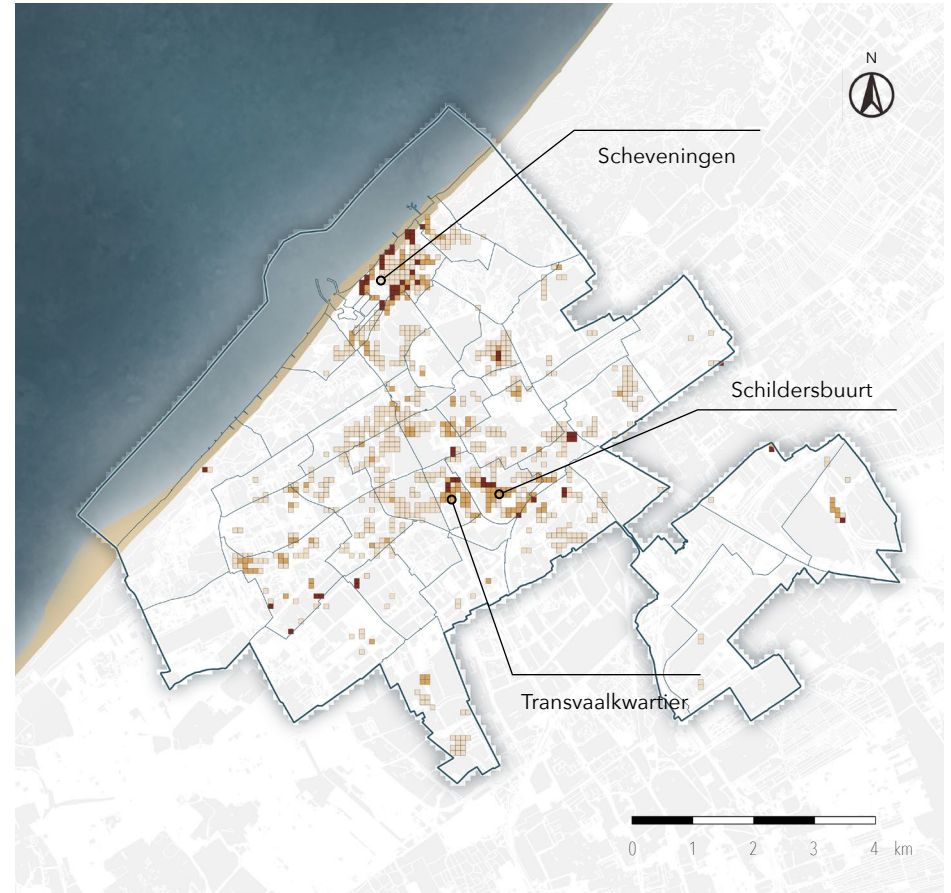 N
Scheveningen
Schildersbuurt
Transvaalkwartier
0 1 2 3 4 km